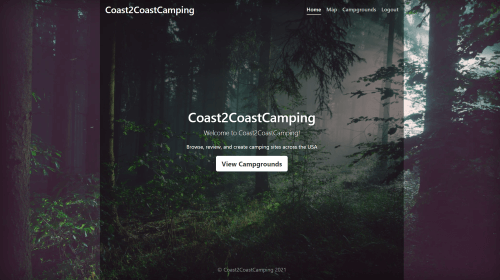 Coast2CoastCamping
Home Map Campgrounds Logout
Coast2CoastCamping
Welcome to Coast2CoastCamping!
Browse, review, and create camping sites across the USA
View Campgrounds
© Coast2CoastCamping 2021